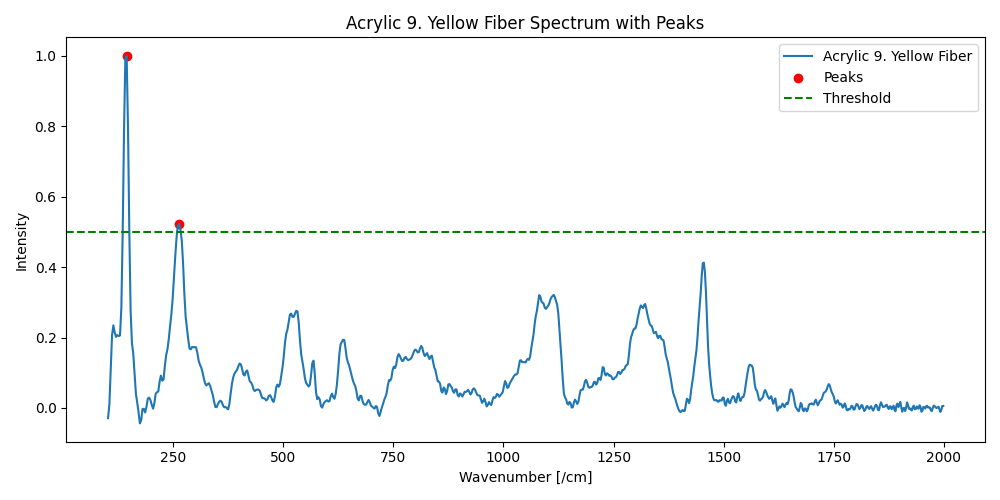 Acrylic 9. Yellow Fiber Spectrum with Peaks
Acrylic 9. Yellow Fiber
Peaks
Threshold
Intensity
1.0
0.8
0.6
0.4
0.2
0.0
250 500 750 1000 1250 1500 1750 2000
Wavenumber [/cm]